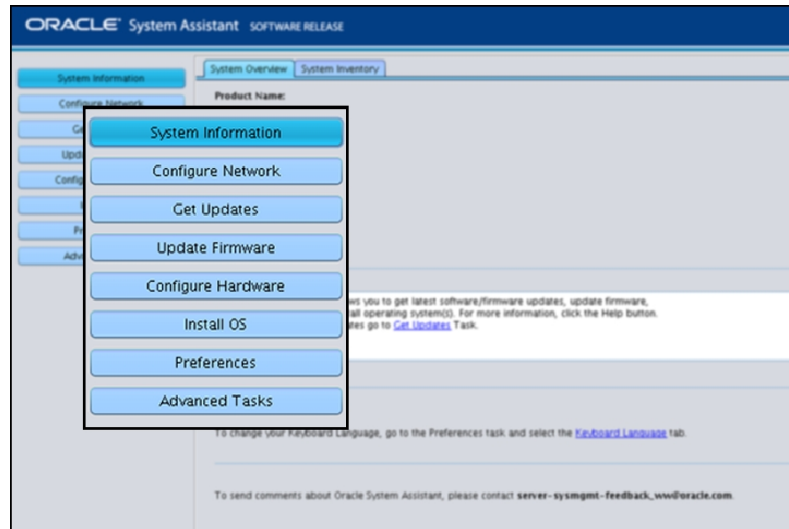 ORACLE System Assistant SOFTWARE RELEASE
System Overview System Inventory
System Information
Configure Network
Product Name:
System Information
Configure Network
Get Updates
Update Firmware
Configure Hardware
Install OS
Preferences
Advanced Tasks
you to get latest software/firmware updates, update firmware,
operating system(s). For more information, click the Help button.
go to Get Updates Task.
To change your Keyboard Language, go to the Preferences task and select the Keyboard Language tab.
To send comments about Oracle System Assistant, please contact server-sysmgmt-feedback_ww@oracle.com.